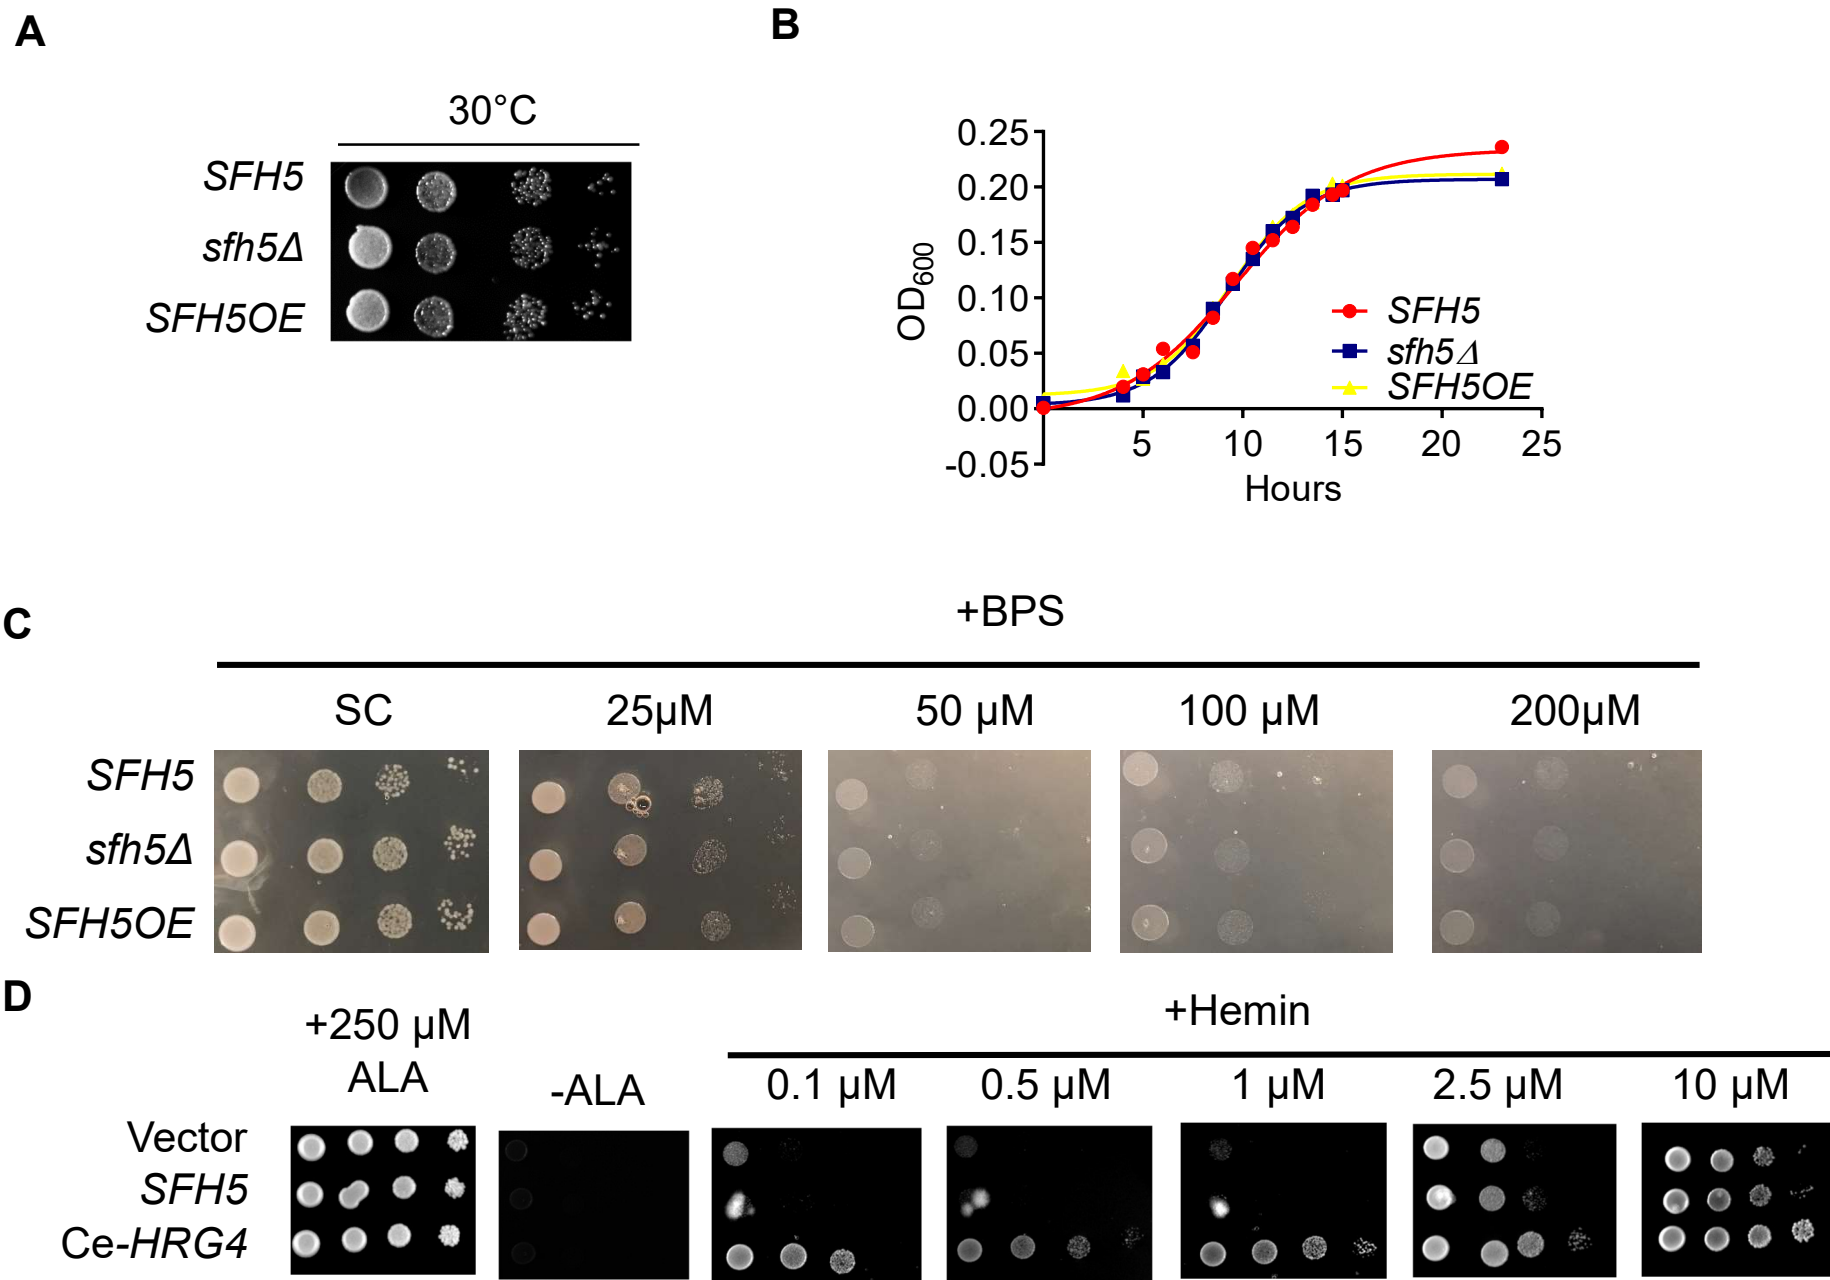 A
30°C
SFH5
sfh5Δ
SFH5OE
B
0.25
0.20
0.15
0.10
0.05
0.00
-0.05
OD600
5 10 15 20 25
Hours
SFH5
sfh5Δ
SFH5OE
C
+BPS
SC 25µM 50 µM 100 µM 200µM
SFH5
sfh5Δ
SFH5OE
D
+250 µM
ALA
-ALA
+Hemin
0.1 µM 0.5 µM 1 µM 2.5 µM 10 µM
Vector
SFH5
Ce-HRG4